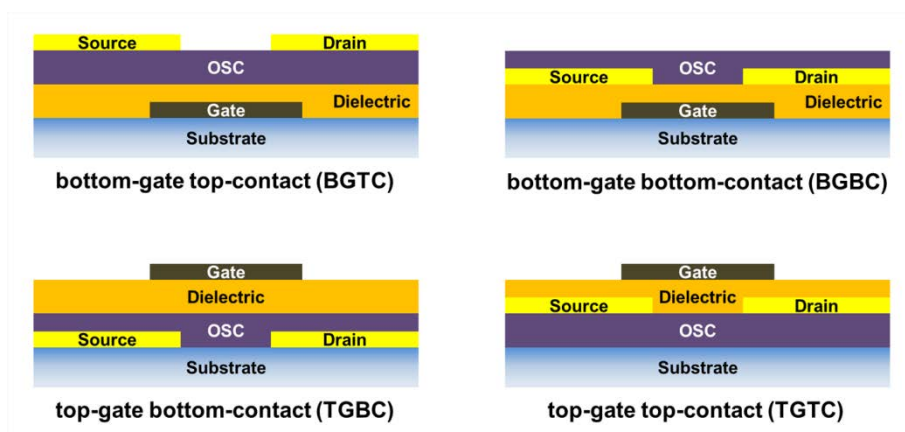 Source Drain
OSC
Dielectric
Gate
Substrate
bottom-gate top-contact (BGTC)
OSC
Source Drain
Dielectric
Gate
Substrate
bottom-gate bottom-contact (BGBC)
Gate
Dielectric
OSC
Source Drain
Substrate
top-gate bottom-contact (TGBC)
Gate
Source Dielectric Drain
OSC
Substrate
top-gate top-contact (TGTC)